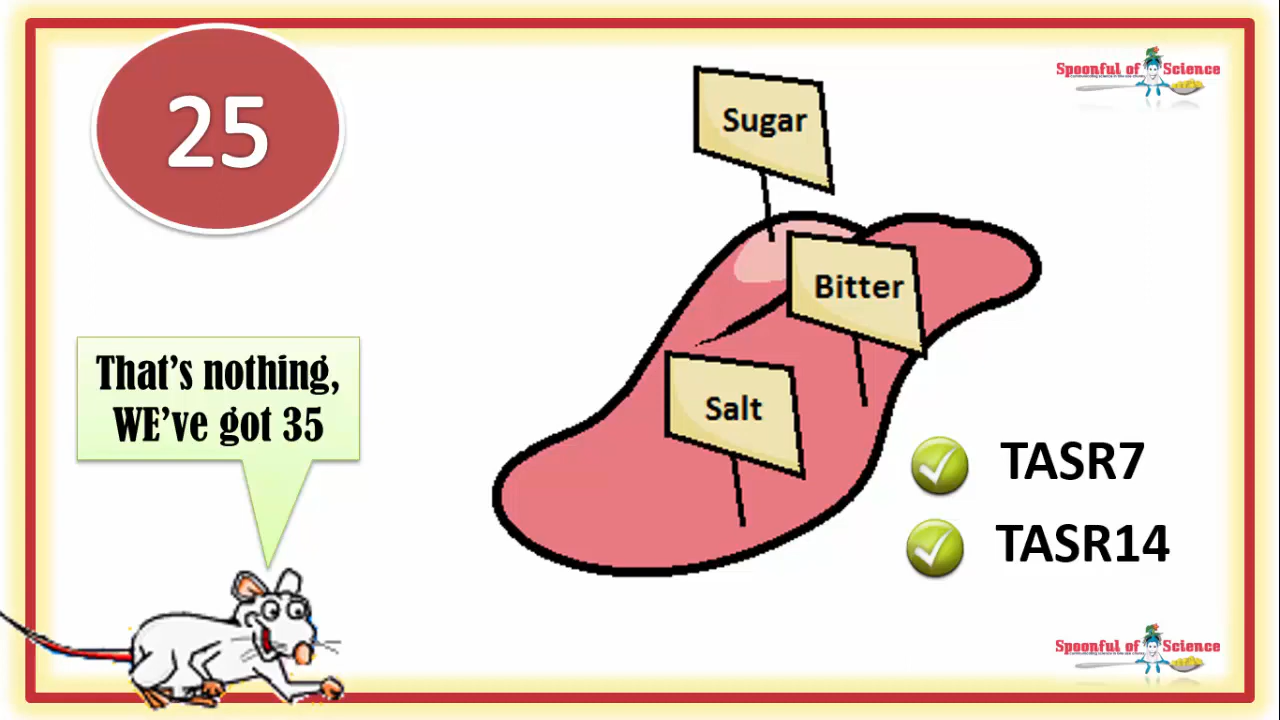 25
Spoonful of Science
Sugar
Bitter
That's nothing,
WE've got 35
Salt
TASR7
TASR14
Spoonful of Science